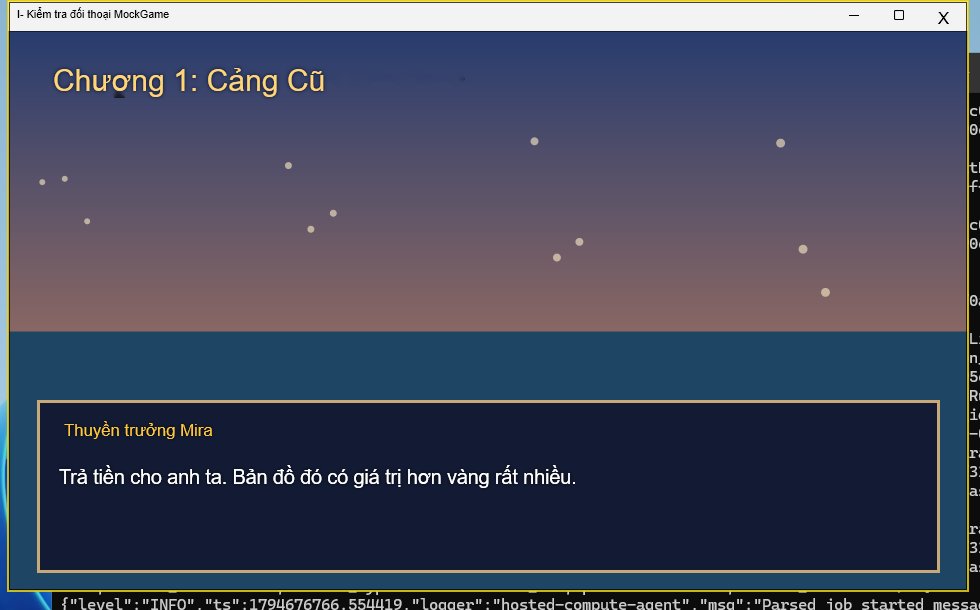 I- Kiểm tra đối thoại MockGame
Chương 1: Cảng Cũ
Thuyền trưởng Mira
Trả tiền cho anh ta. Bản đồ đó có giá trị hơn vàng rất nhiều.
{"level":"INFO","ts":1794676766.554419,"logger":"hosted-compute-agent","msg":"Parsed job started